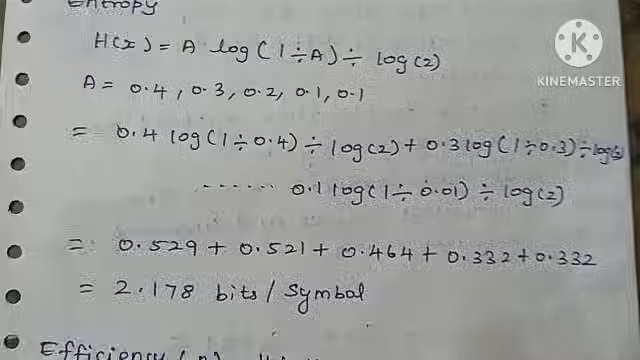 Entropy
H(x) = A log(1÷A) ÷ log(2)
A = 0.4, 0.3, 0.2, 0.1, 0.1
= 0.4 log(1÷0.4) ÷ log(2) + 0.3 log(1÷0.3) ÷ log(2)
...... 0.1 log(1÷0.01) ÷ log(2)
= 0.529 + 0.521 + 0.464 + 0.332 + 0.332
= 2.178 bits / Symbol
Efficiency (η)
KINEMASTER